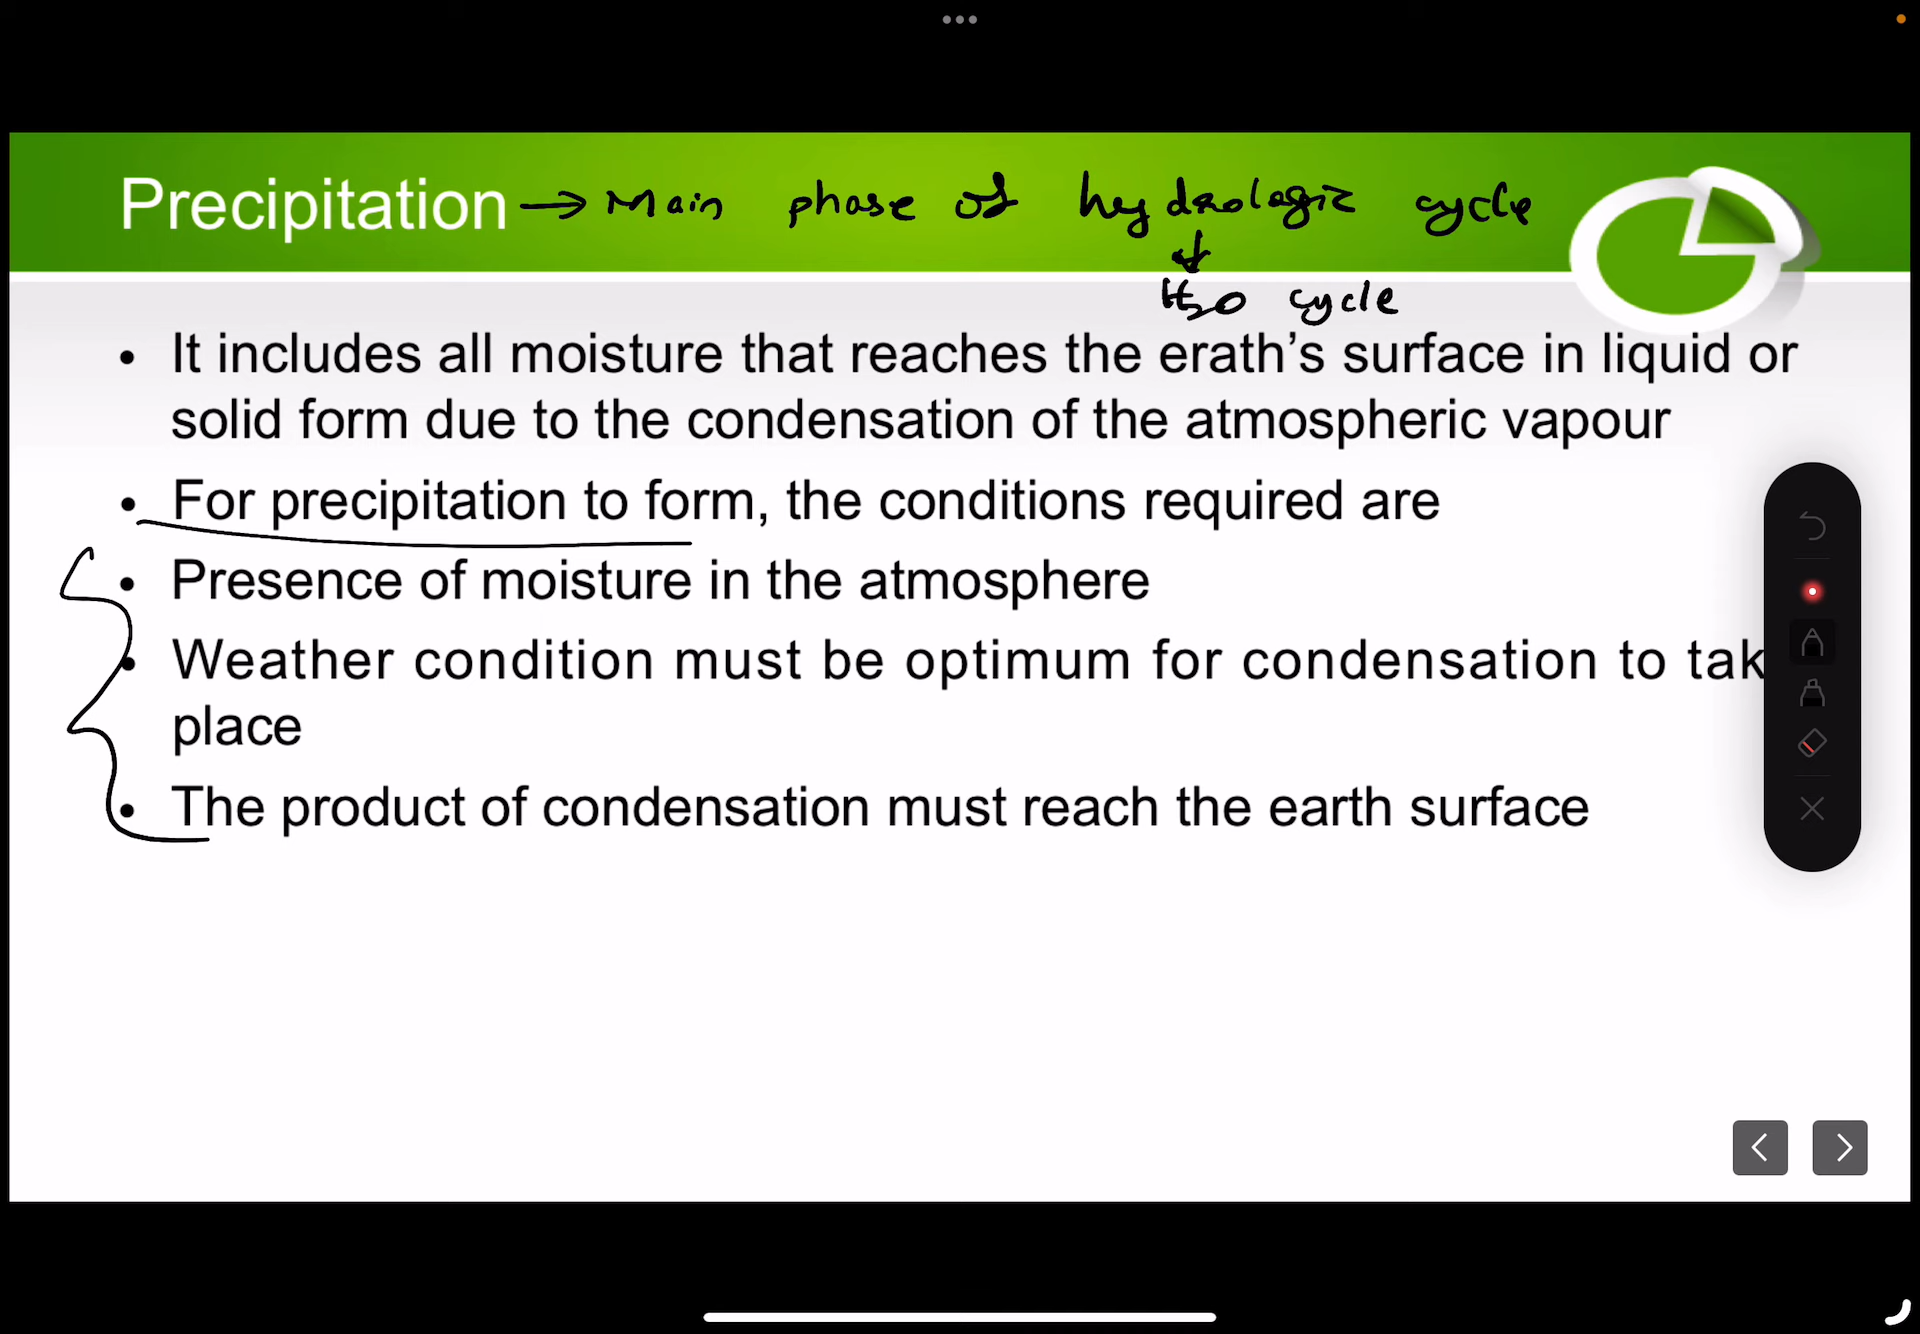 Precipitation → Main phase of hydrologic cycle
↓
H2O cycle
• It includes all moisture that reaches the erath’s surface in liquid or
solid form due to the condensation of the atmospheric vapour
• For precipitation to form, the conditions required are
• Presence of moisture in the atmosphere
• Weather condition must be optimum for condensation to tak
place
• The product of condensation must reach the earth surface